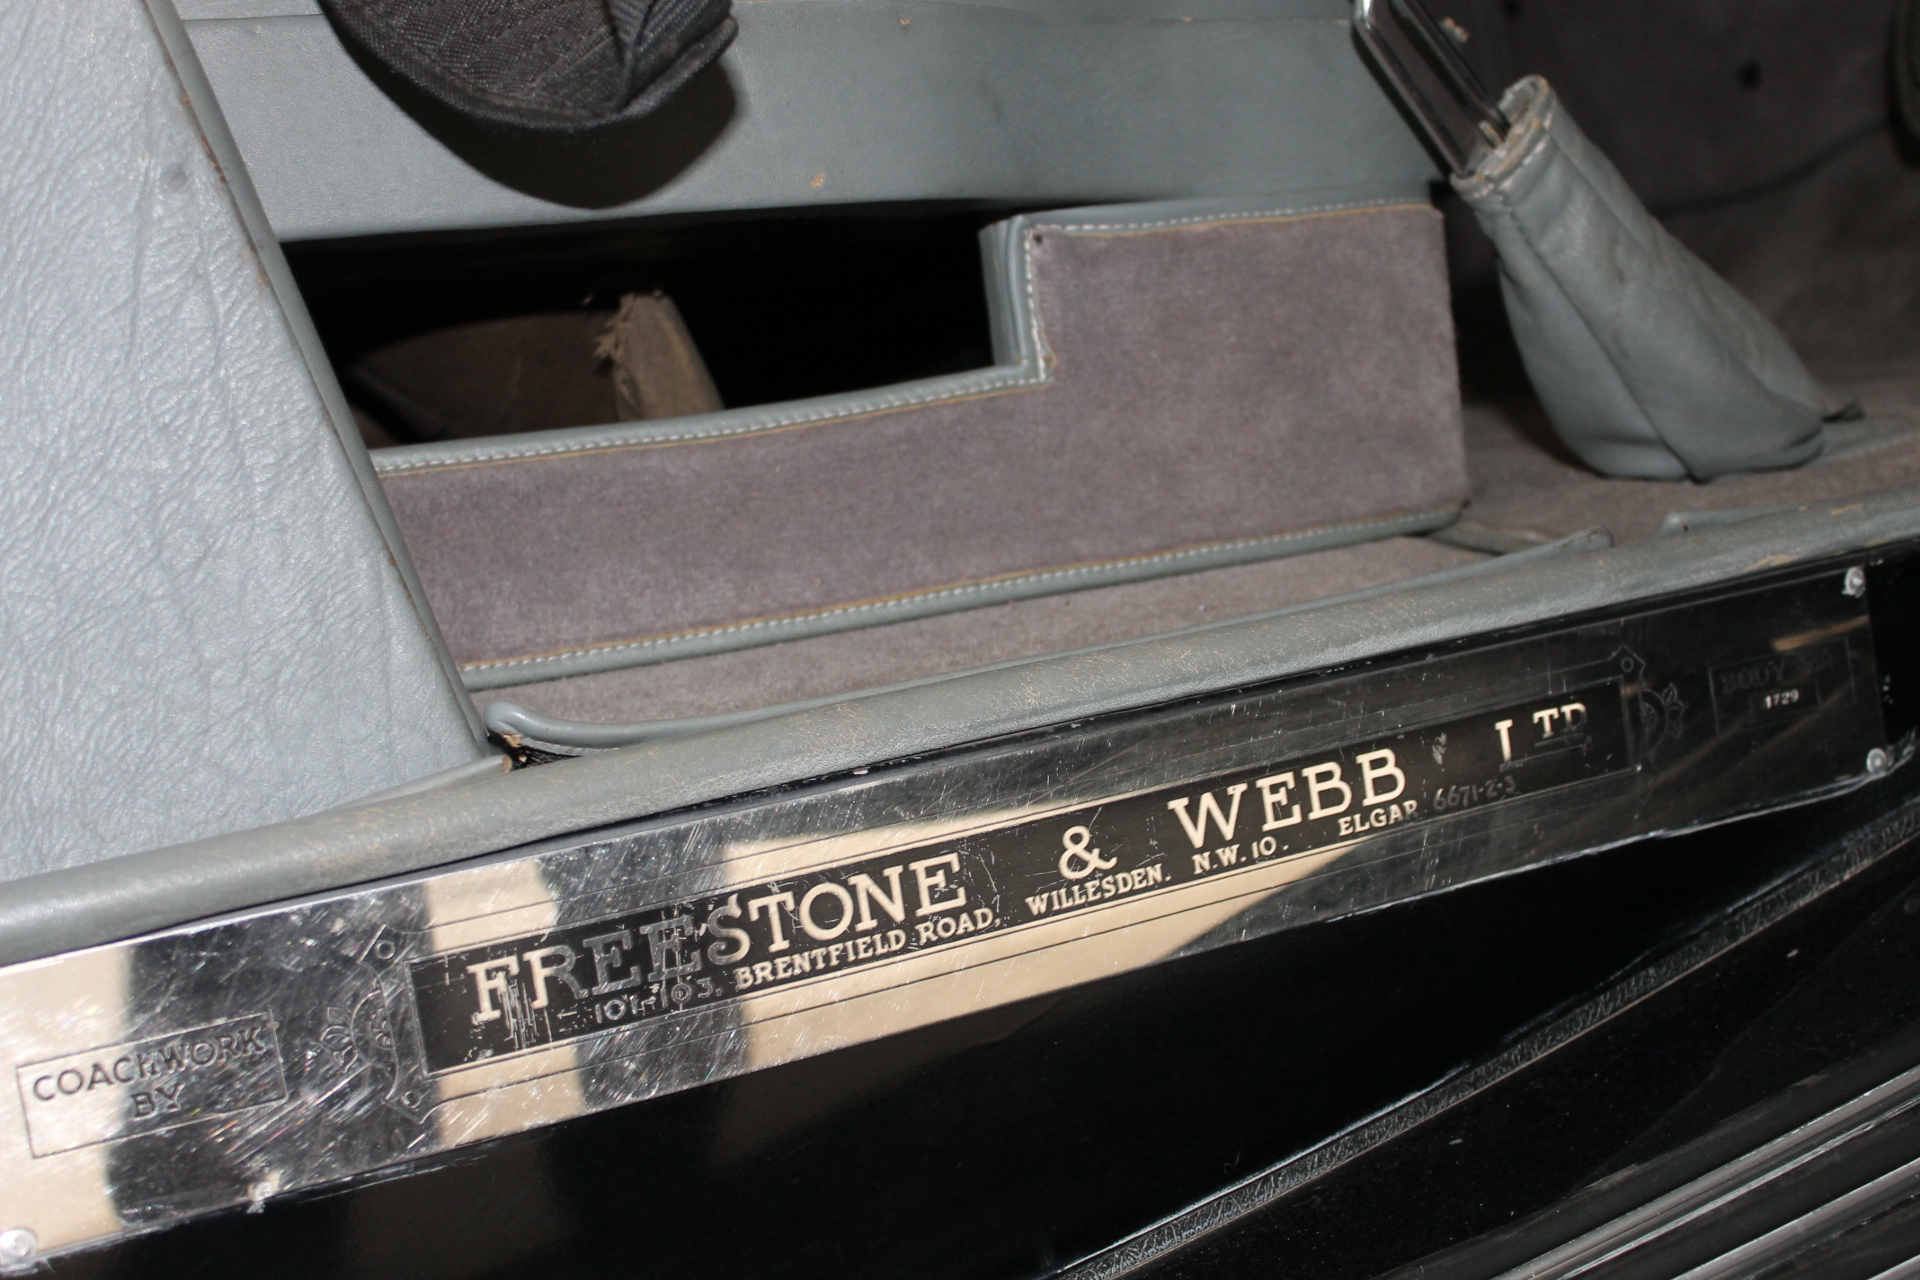 COACHWORK
BY
FREESTONE & WEBB LTD
101-103, BRENTFIELD ROAD, WILLESDEN. N.W.10. ELGAR 6671-2-3
BODY
1729